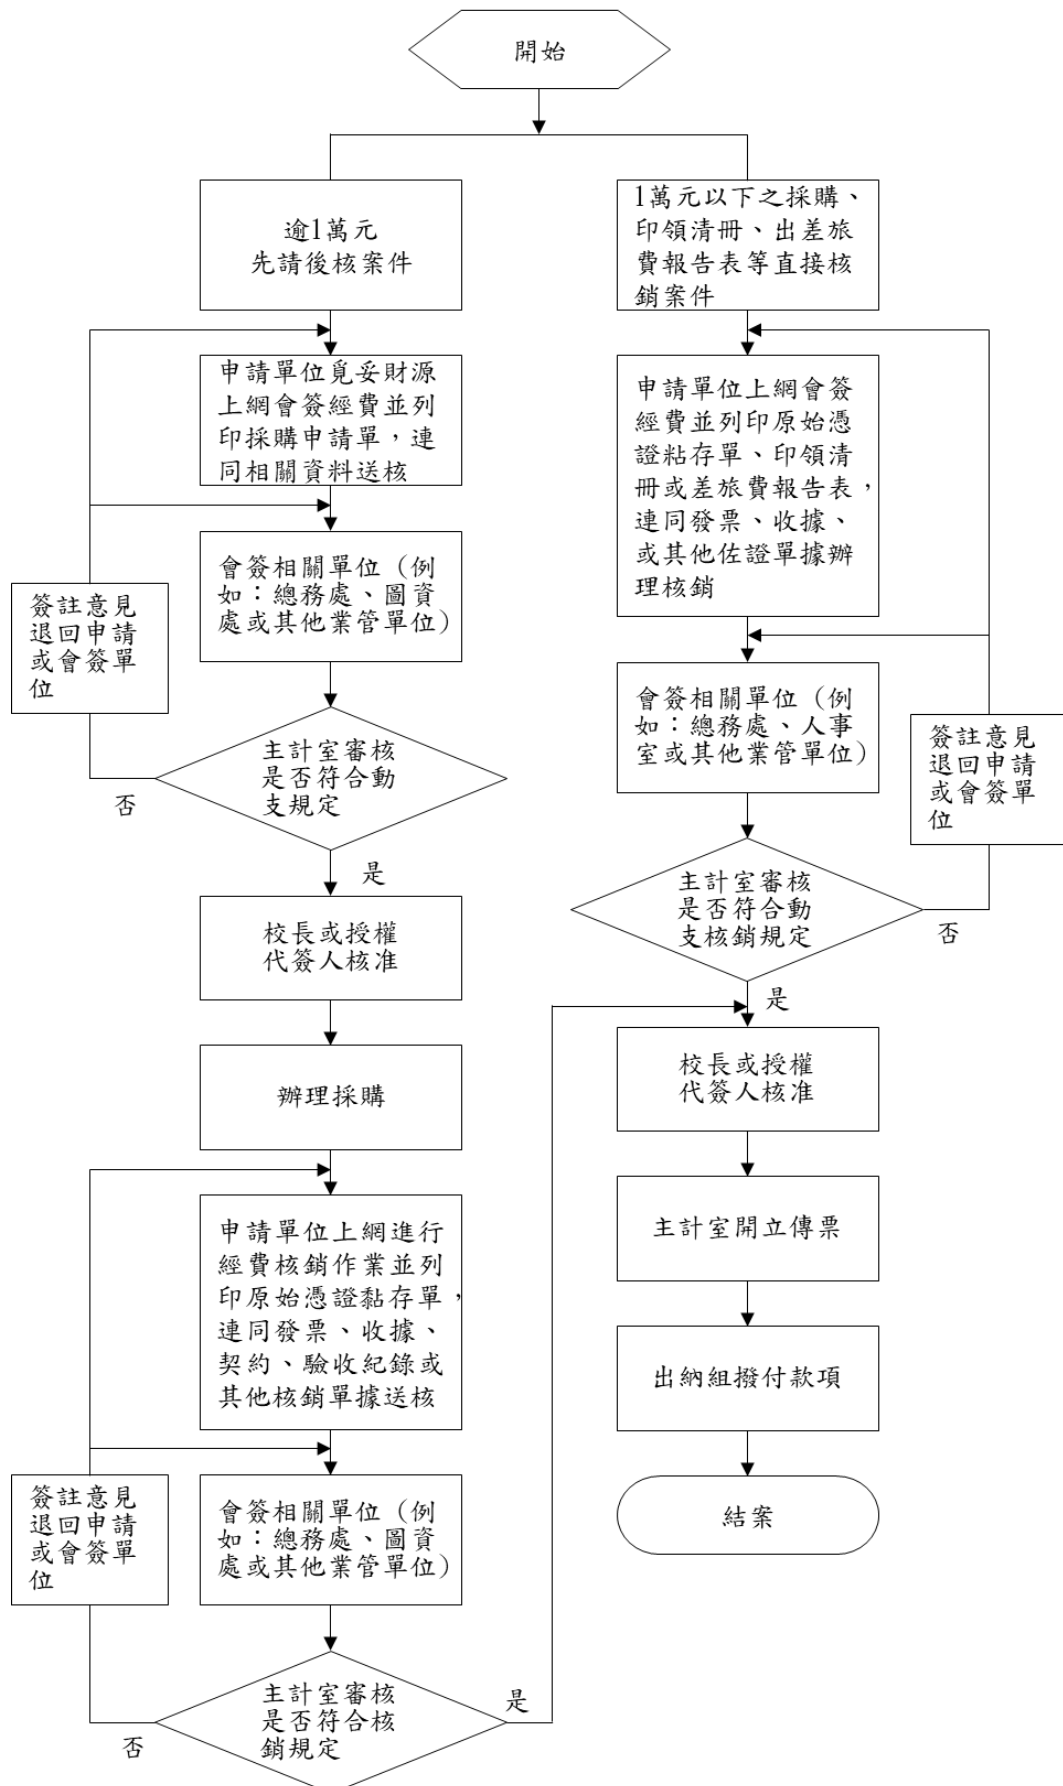 開始
逾1萬元
先請後核案件
申請單位覓妥財源
上網會簽經費並列
印採購申請單，連
同相關資料送核
會簽相關單位（例
如：總務處、圖資
處或其他業管單位）
簽註意見
退回申請
或會簽單
位
主計室審核
是否符合動
支規定
否
是
校長或授權
代簽人核准
辦理採購
申請單位上網進行
經費核銷作業並列
印原始憑證黏存單，
連同發票、收據、
契約、驗收紀錄或
其他核銷單據送核
會簽相關單位（例
如：總務處、圖資
處或其他業管單位）
簽註意見
退回申請
或會簽單
位
主計室審核
是否符合核
銷規定
否
是
1萬元以下之採購、
印領清冊、出差旅
費報告表等直接核
銷案件
申請單位上網會簽
經費並列印原始憑
證粘存單、印領清
冊或差旅費報告表，
連同發票、收據、
或其他佐證單據辦
理核銷
會簽相關單位（例
如：總務處、人事
室或其他業管單位）
簽註意見
退回申請
或會簽單
位
主計室審核
是否符合動
支核銷規定
否
是
校長或授權
代簽人核准
主計室開立傳票
出納組撥付款項
結案